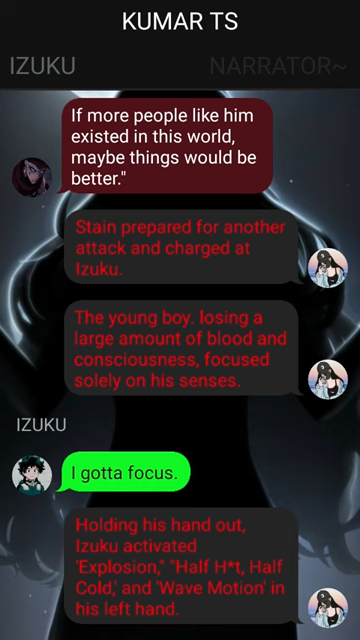 KUMAR TS
IZUKU
NARRATOR~
If more people like him
existed in this world,
maybe things would be
better."
Stain prepared for another
attack and charged at
Izuku.
The young boy. losing a
large amount of blood and
consciousness, focused
solely on his senses.
IZUKU
I gotta focus.
Holding his hand out,
Izuku activated
'Explosion," "Half H*t, Half
Cold,' and 'Wave Motion' in
his left hand.